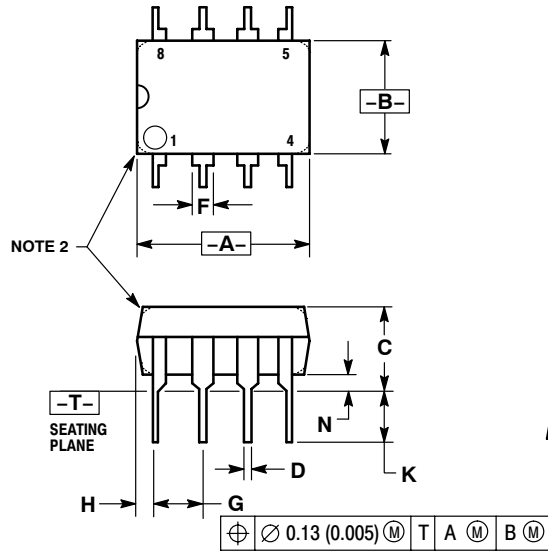 8 5
–B–
1 4
F
NOTE 2
–A–
C
–T–
N
SEATING
PLANE
D
K
H G
⌖ ∅ 0.13 (0.005) Ⓜ T A Ⓜ B Ⓜ